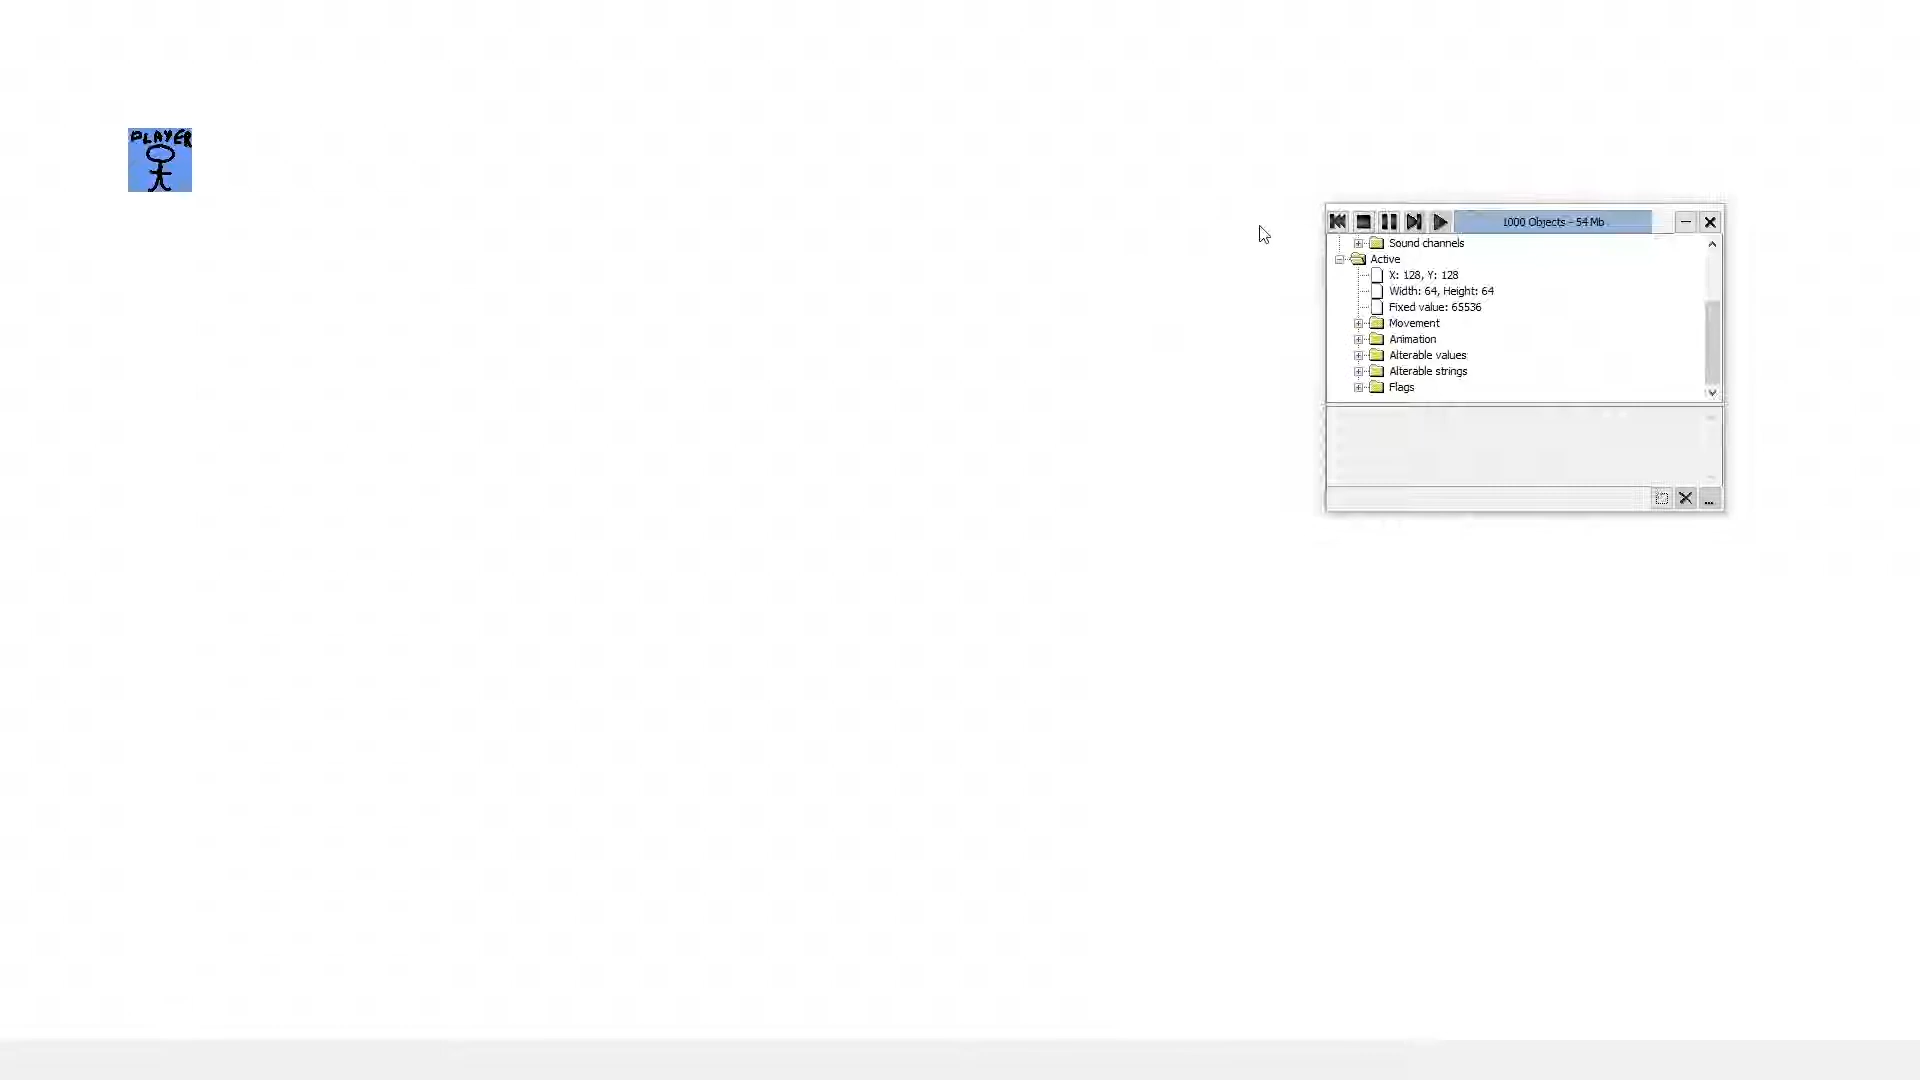 PLAYER
1000 Objects - 54 Mb
Sound channels
Active
X: 128, Y: 128
Width: 64, Height: 64
Fixed value: 65536
Movement
Animation
Alterable values
Alterable strings
Flags